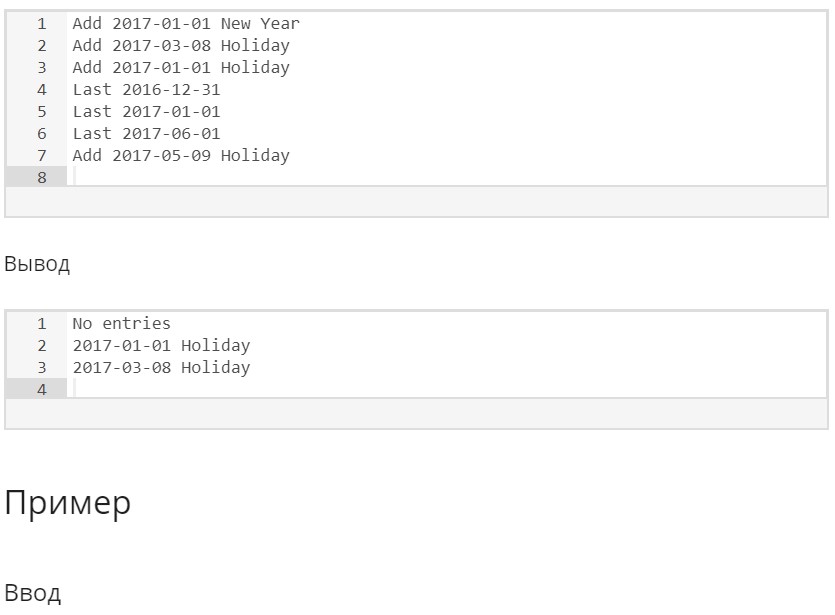 1 Add 2017-01-01 New Year
2 Add 2017-03-08 Holiday
3 Add 2017-01-01 Holiday
4 Last 2016-12-31
5 Last 2017-01-01
6 Last 2017-06-01
7 Add 2017-05-09 Holiday
8
Вывод
1 No entries
2 2017-01-01 Holiday
3 2017-03-08 Holiday
4
Пример
Ввод